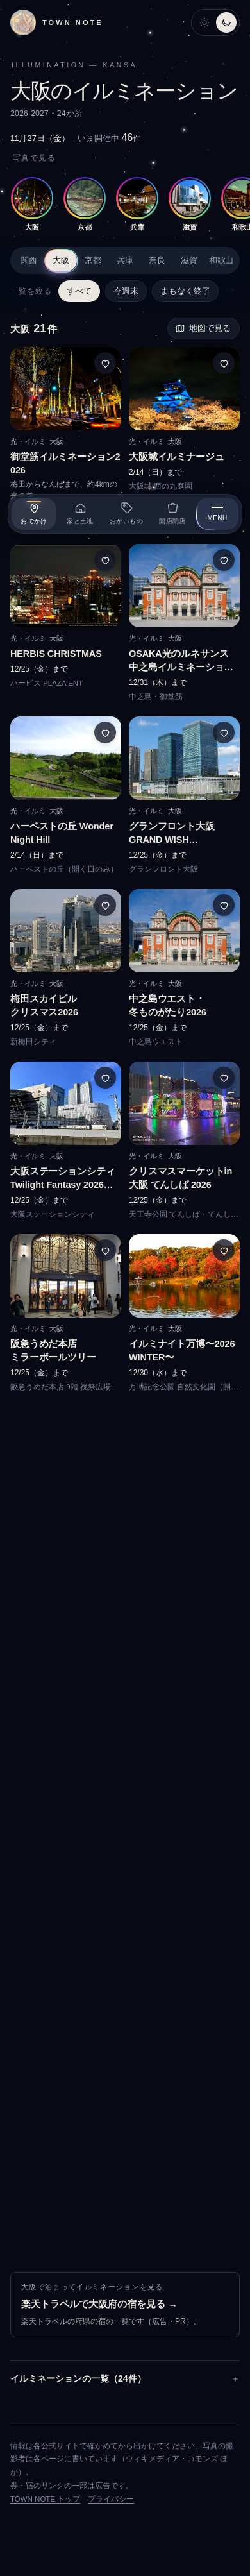 TOWN NOTE
ILLUMINATION — KANSAI
大阪のイルミネーション
2026-2027・24か所
11月27日（金） いま開催中 46件
写真で見る
大阪 京都 兵庫 滋賀
関西 大阪 京都 兵庫 奈良 滋賀 和歌山
一覧を絞る すべて 今週末 まもなく終了
大阪 21件 地図で見る
光・イルミ 大阪
御堂筋イルミネーション2
026
梅田からなんばまで、約4kmの
光・イルミ 大阪
大阪城イルミナージュ
2/14（日）まで
大阪城 西の丸庭園
おでかけ 家と土地 おかいもの 開店閉店 MENU
光・イルミ 大阪
HERBIS CHRISTMAS
12/25（金）まで
ハービス PLAZA ENT
光・イルミ 大阪
OSAKA光のルネサンス
中之島イルミネーショ…
12/31（木）まで
中之島・御堂筋
光・イルミ 大阪
ハーベストの丘 Wonder
Night Hill
2/14（日）まで
ハーベストの丘（開く日のみ）
光・イルミ 大阪
グランフロント大阪
GRAND WISH…
12/25（金）まで
グランフロント大阪
光・イルミ 大阪
梅田スカイビル
クリスマス2026
12/25（金）まで
新梅田シティ
光・イルミ 大阪
中之島ウエスト・
冬ものがたり2026
12/25（金）まで
中之島ウエスト
光・イルミ 大阪
大阪ステーションシティ
Twilight Fantasy 2026…
12/25（金）まで
大阪ステーションシティ
光・イルミ 大阪
クリスマスマーケットin
大阪 てんしば 2026
12/25（金）まで
天王寺公園 てんしば・てんし…
光・イルミ 大阪
阪急うめだ本店
ミラーボールツリー
12/25（金）まで
阪急うめだ本店 9階 祝祭広場
光・イルミ 大阪
イルミナイト万博〜2026
WINTER〜
12/30（水）まで
万博記念公園 自然文化園（開…
大阪で泊まってイルミネーションを見る
楽天トラベルで大阪府の宿を見る →
楽天トラベルの府県の宿の一覧です（広告・PR）。
イルミネーションの一覧（24件） +
情報は各公式サイトで確かめてから出かけてください。写真の撮
影者は各ページに書いています（ウィキメディア・コモンズ ほ
か）。
券・宿のリンクの一部は広告です。
TOWN NOTE トップ プライバシー